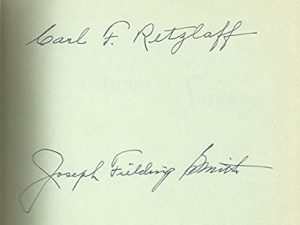 Carl F. Retzlaff
Joseph Fielding Smith